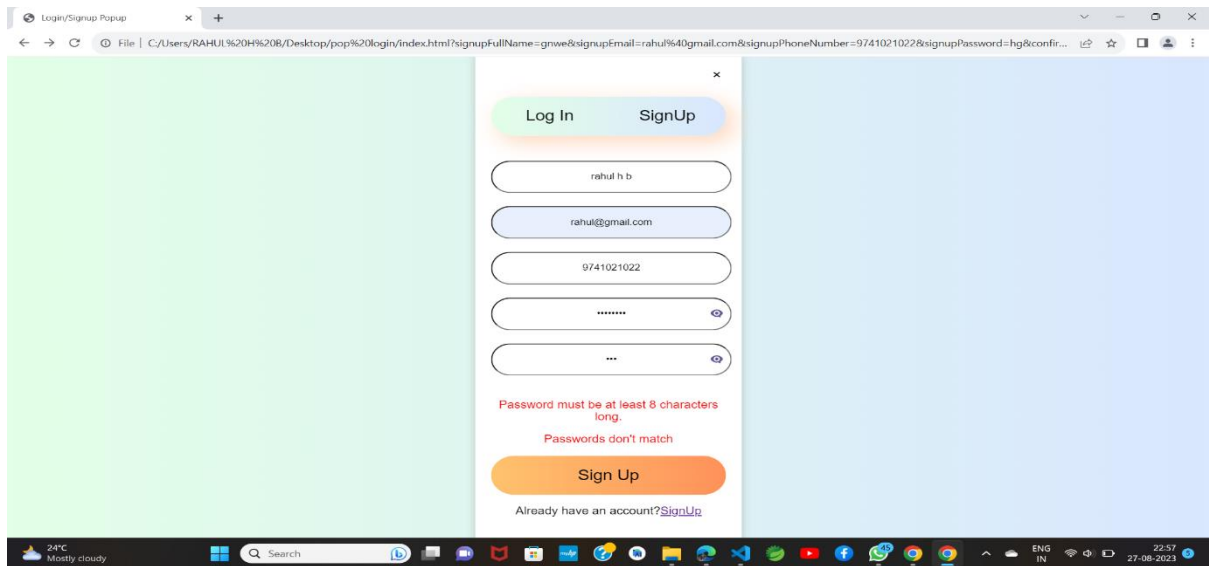 Login/Signup Popup
File | C:/Users/RAHUL%20H%20B/Desktop/pop%20login/index.html?signupFullName=gnwe&signupEmail=rahul%40gmail.com&signupPhoneNumber=9741021022&signupPassword=hg&confir...
Log In SignUp
rahul h b
rahul@gmail.com
9741021022
Password must be at least 8 characters
long.
Passwords don't match
Sign Up
Already have an account?SignUp
24°C
Mostly cloudy
Search
45
ENG
IN
22:57
27-08-2023